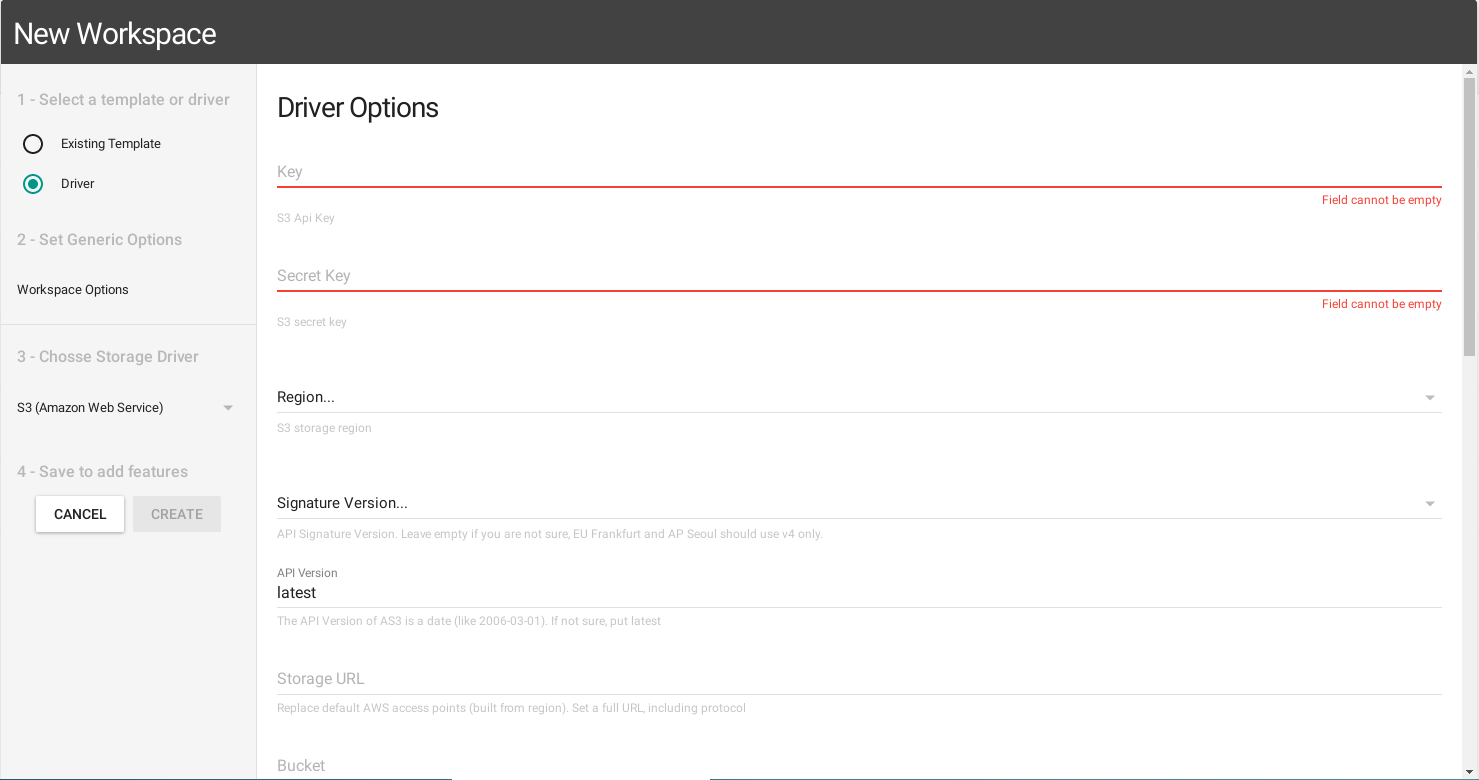 New Workspace
1 - Select a template or driver
Existing Template
Driver
2 - Set Generic Options
Workspace Options
3 - Chosse Storage Driver
S3 (Amazon Web Service)
4 - Save to add features
CANCEL CREATE
Driver Options
Key
Field cannot be empty
S3 Api Key
Secret Key
Field cannot be empty
S3 secret key
Region...
S3 storage region
Signature Version...
API Signature Version. Leave empty if you are not sure, EU Frankfurt and AP Seoul should use v4 only.
API Version
latest
The API Version of AS3 is a date (like 2006-03-01). If not sure, put latest
Storage URL
Replace default AWS access points (built from region). Set a full URL, including protocol
Bucket